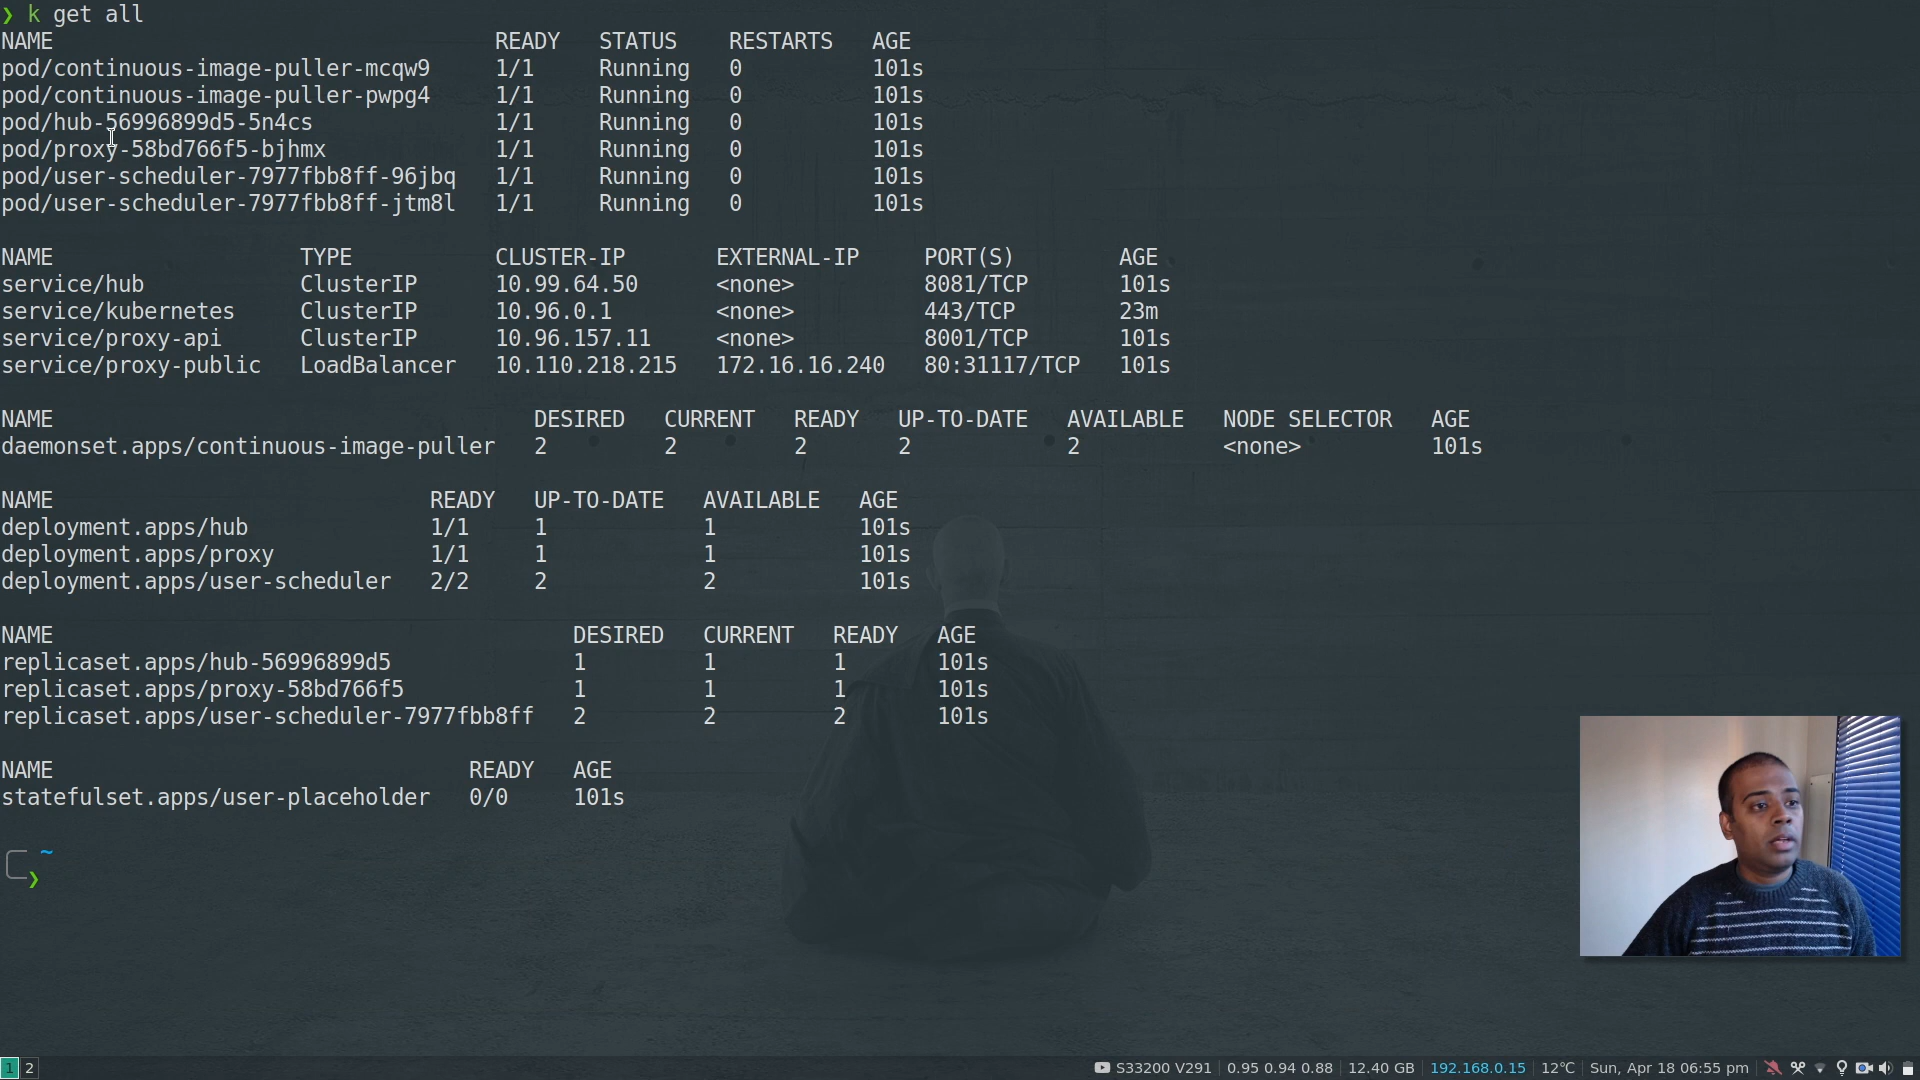 ❯ k get all
NAME READY STATUS RESTARTS AGE
pod/continuous-image-puller-mcqw9 1/1 Running 0 101s
pod/continuous-image-puller-pwpg4 1/1 Running 0 101s
pod/hub-56996899d5-5n4cs 1/1 Running 0 101s
pod/proxy-58bd766f5-bjhmx 1/1 Running 0 101s
pod/user-scheduler-7977fbb8ff-96jbq 1/1 Running 0 101s
pod/user-scheduler-7977fbb8ff-jtm8l 1/1 Running 0 101s
NAME TYPE CLUSTER-IP EXTERNAL-IP PORT(S) AGE
service/hub ClusterIP 10.99.64.50 <none> 8081/TCP 101s
service/kubernetes ClusterIP 10.96.0.1 <none> 443/TCP 23m
service/proxy-api ClusterIP 10.96.157.11 <none> 8001/TCP 101s
service/proxy-public LoadBalancer 10.110.218.215 172.16.16.240 80:31117/TCP 101s
NAME DESIRED CURRENT READY UP-TO-DATE AVAILABLE NODE SELECTOR AGE
daemonset.apps/continuous-image-puller 2 2 2 2 2 <none> 101s
NAME READY UP-TO-DATE AVAILABLE AGE
deployment.apps/hub 1/1 1 1 101s
deployment.apps/proxy 1/1 1 1 101s
deployment.apps/user-scheduler 2/2 2 2 101s
NAME DESIRED CURRENT READY AGE
replicaset.apps/hub-56996899d5 1 1 1 101s
replicaset.apps/proxy-58bd766f5 1 1 1 101s
replicaset.apps/user-scheduler-7977fbb8ff 2 2 2 101s
NAME READY AGE
statefulset.apps/user-placeholder 0/0 101s
~
❯
1 2 S33200 V291 0.95 0.94 0.88 12.40 GB 192.168.0.15 12℃ Sun, Apr 18 06:55 pm